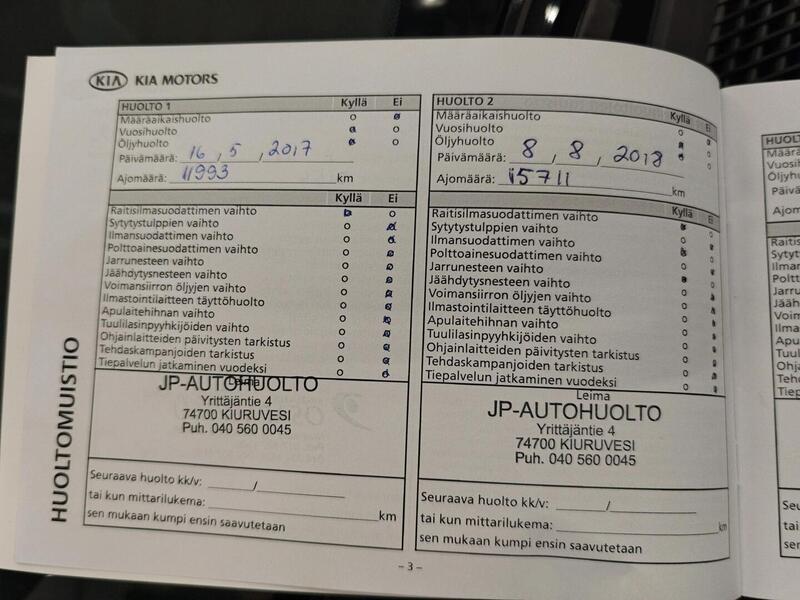 KIA KIA MOTORS
HUOLTO 1 Kyllä Ei
Määräaikaishuolto
Vuosihuolto
Öljyhuolto
Päivämäärä: 16, 5, 2017
Ajomäärä: 11993 km
Kyllä Ei
Raitisilmasuodattimen vaihto
Sytytystulppien vaihto
Ilmansuodattimen vaihto
Polttoainesuodattimen vaihto
Jarrunesteen vaihto
Jäähdytysnesteen vaihto
Voimansiirron öljyjen vaihto
Ilmastointilaitteen täyttöhuolto
Apulaitehihnan vaihto
Tuulilasinpyyhkijöiden vaihto
Ohjainlaitteiden päivitysten tarkistus
Tehdaskampanjoiden tarkistus
Tiepalvelun jatkaminen vuodeksi
Leima
JP-AUTOHUOLTO
Yrittäjäntie 4
74700 KIURUVESI
Puh. 040 560 0045
Seuraava huolto kk/v: /
tai kun mittarilukema: km
sen mukaan kumpi ensin saavutetaan
HUOLTO 2 Kyllä Ei
Määräaikaishuolto
Vuosihuolto
Öljyhuolto
Päivämäärä: 8, 8, 2018
Ajomäärä: 15711 km
Kyllä Ei
Raitisilmasuodattimen vaihto
Sytytystulppien vaihto
Ilmansuodattimen vaihto
Polttoainesuodattimen vaihto
Jarrunesteen vaihto
Jäähdytysnesteen vaihto
Voimansiirron öljyjen vaihto
Ilmastointilaitteen täyttöhuolto
Apulaitehihnan vaihto
Tuulilasinpyyhkijöiden vaihto
Ohjainlaitteiden päivitysten tarkistus
Tehdaskampanjoiden tarkistus
Tiepalvelun jatkaminen vuodeksi
Leima
JP-AUTOHUOLTO
Yrittäjäntie 4
74700 KIURUVESI
Puh. 040 560 0045
Seuraava huolto kk/v: /
tai kun mittarilukema: km
sen mukaan kumpi ensin saavutetaan
HUOLTOMUISTIO
- 3 -